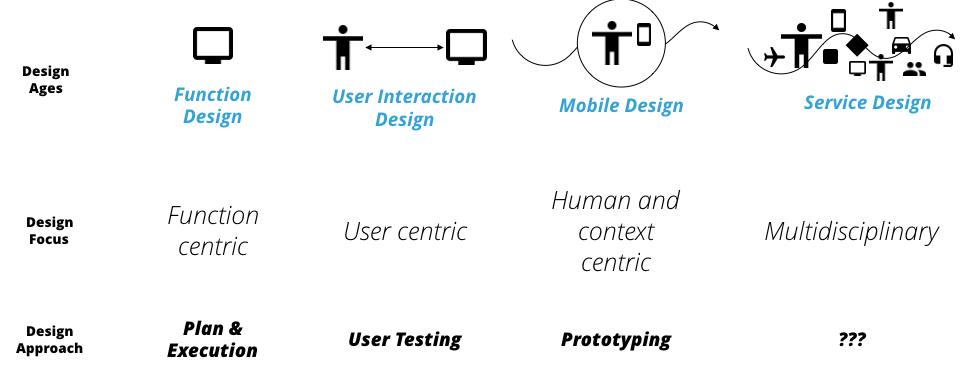 Design
Ages
Function
Design
User Interaction
Design
Mobile Design
Service Design
Design
Focus
Function
centric
User centric
Human and
context
centric
Multidisciplinary
Design
Approach
Plan &
Execution
User Testing
Prototyping
???